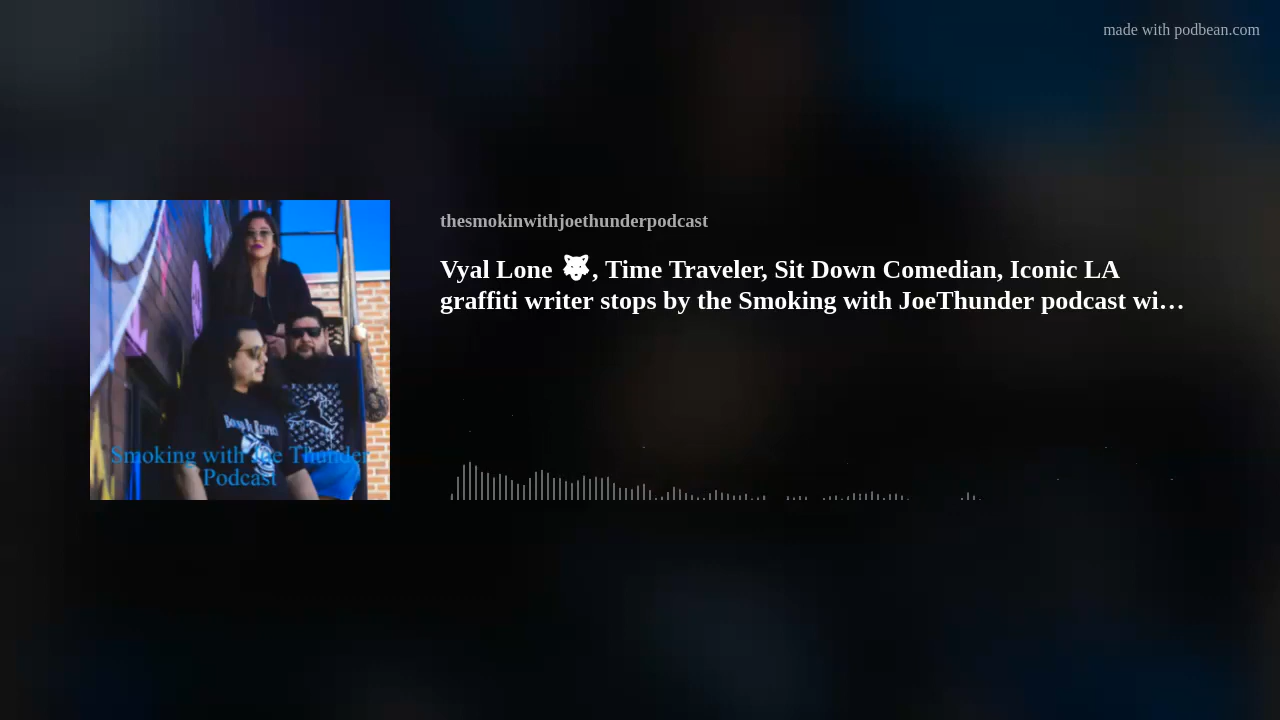 made with podbean.com
thesmokinwithjoethunderpodcast
Vyal Lone 🐺, Time Traveler, Sit Down Comedian, Iconic LA
graffiti writer stops by the Smoking with JoeThunder podcast wi…
Smoking with Joe Thunder
Podcast